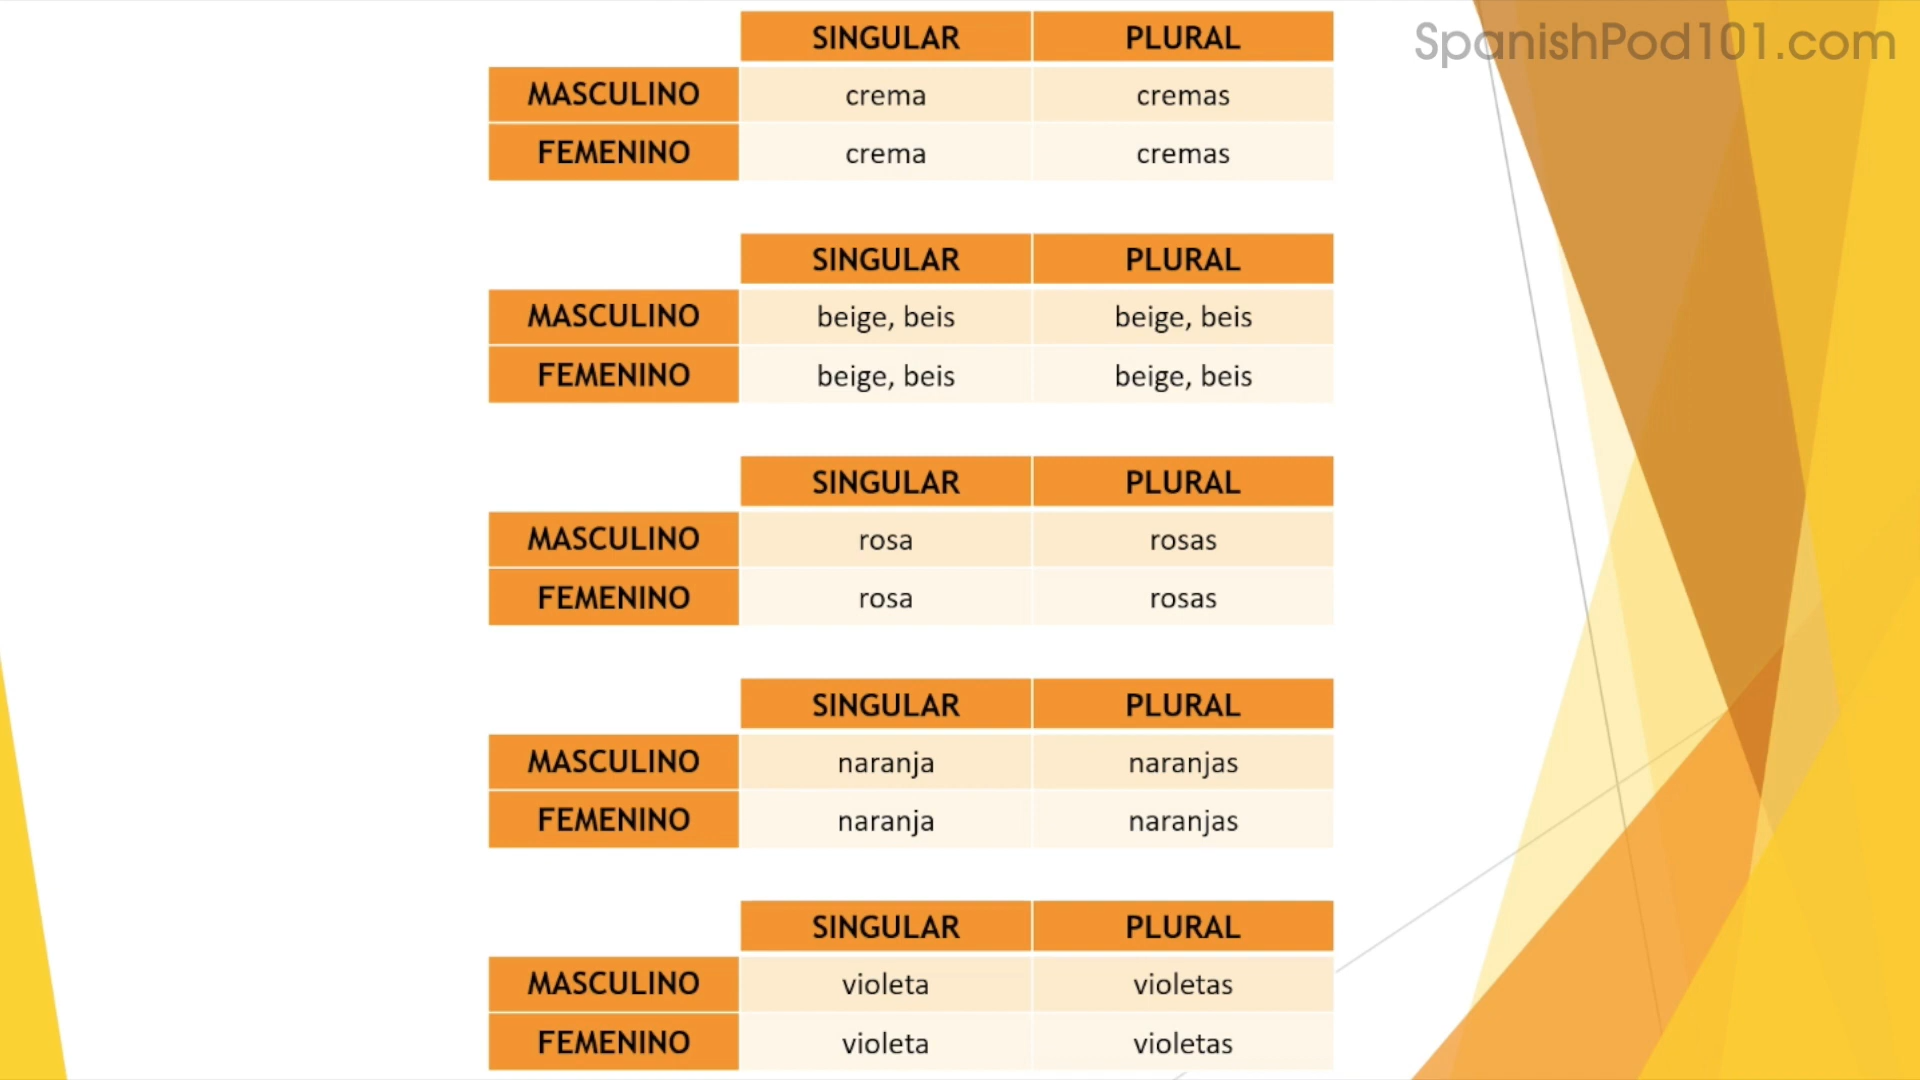 SpanishPod101.com
SINGULAR PLURAL
MASCULINO crema cremas
FEMENINO crema cremas
SINGULAR PLURAL
MASCULINO beige, beis beige, beis
FEMENINO beige, beis beige, beis
SINGULAR PLURAL
MASCULINO rosa rosas
FEMENINO rosa rosas
SINGULAR PLURAL
MASCULINO naranja naranjas
FEMENINO naranja naranjas
SINGULAR PLURAL
MASCULINO violeta violetas
FEMENINO violeta violetas